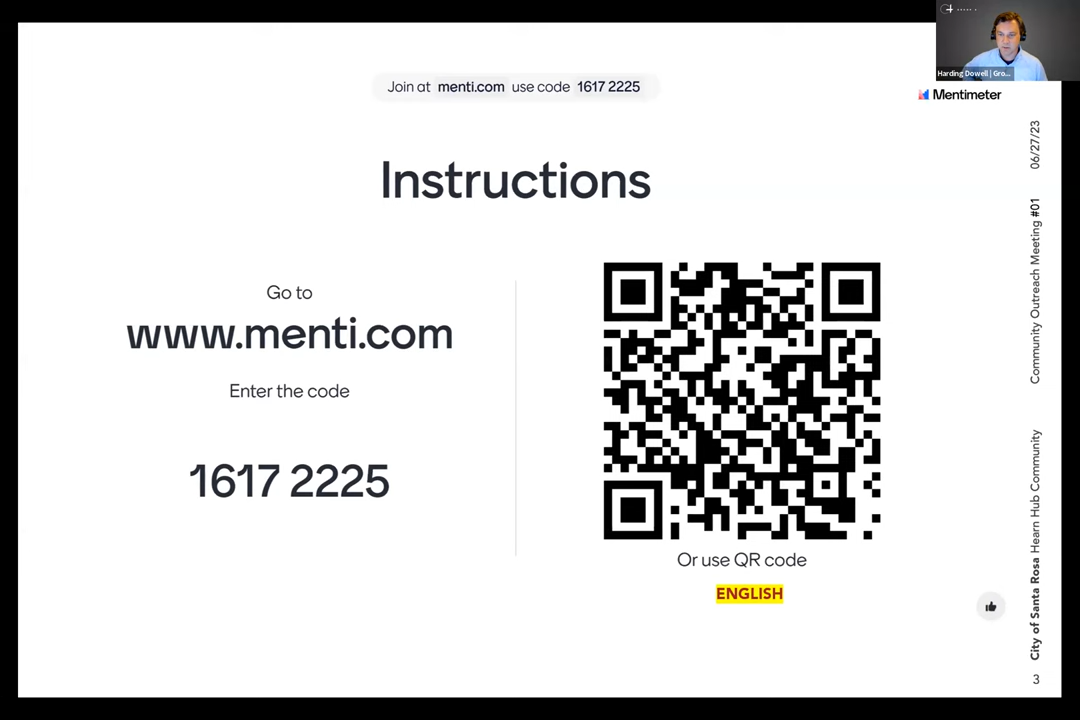 Join at menti.com use code 1617 2225
Harding Dowell | Gro...
Mentimeter
Instructions
Go to
www.menti.com
Enter the code
1617 2225
Or use QR code
ENGLISH
City of Santa Rosa Hearn Hub Community Community Outreach Meeting #01 06/27/23
3